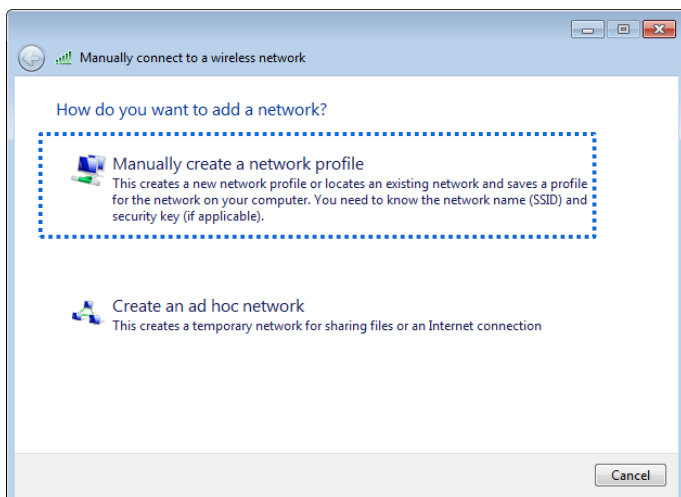 Manually connect to a wireless network
How do you want to add a network?
Manually create a network profile
This creates a new network profile or locates an existing network and saves a profile
for the network on your computer. You need to know the network name (SSID) and
security key (if applicable).
Create an ad hoc network
This creates a temporary network for sharing files or an Internet connection
Cancel